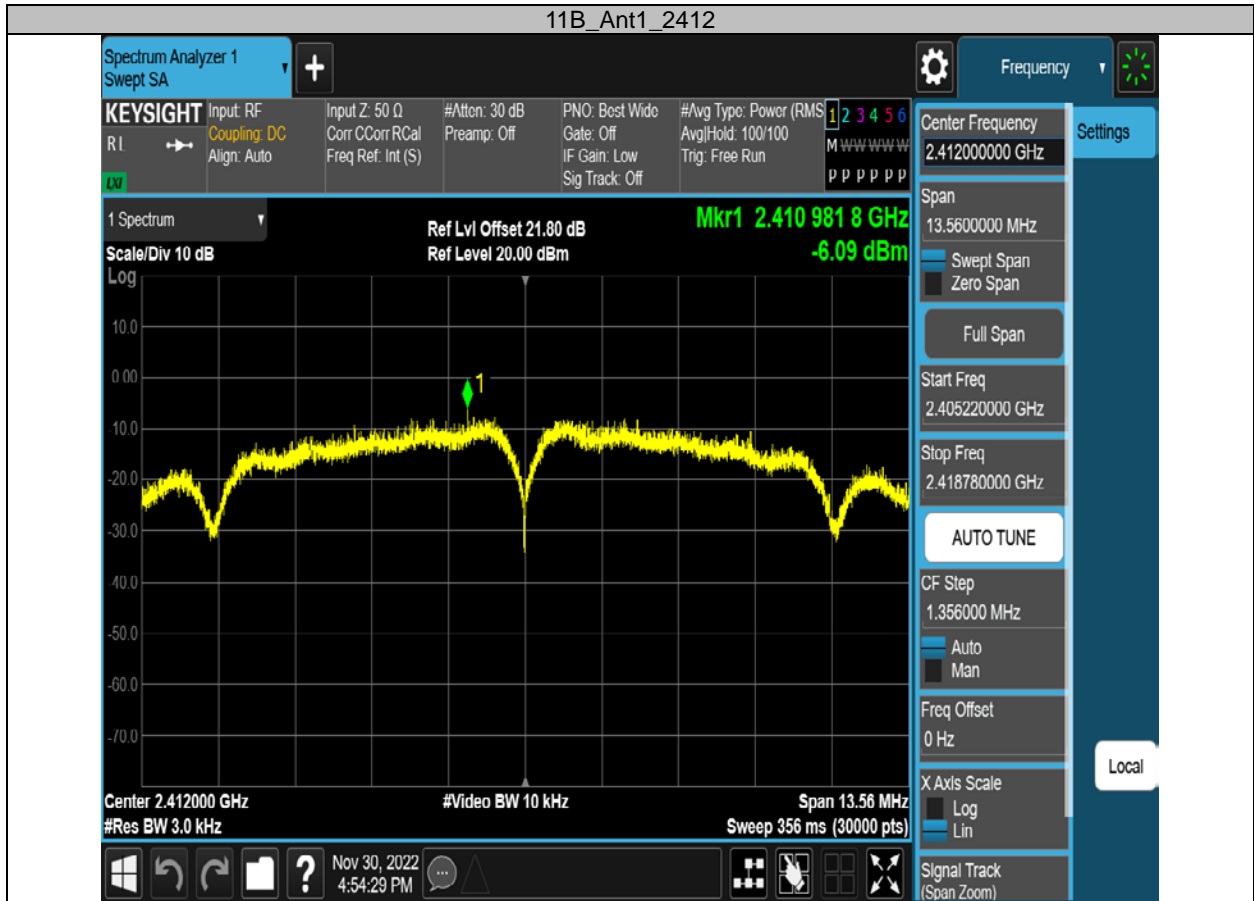 11B_Ant1_2412
Spectrum Analyzer 1
Swept SA
+
Frequency
KEYSIGHT
RL
LXI
Input: RF
Coupling: DC
Align: Auto
Input Z: 50 Ω
Corr CCorr RCal
Freq Ref: Int (S)
#Atten: 30 dB
Preamp: Off
PNO: Best Wide
Gate: Off
IF Gain: Low
Sig Track: Off
#Avg Type: Power (RMS
Avg|Hold: 100/100
Trig: Free Run
1 2 3 4 5 6
M W W W W W
P P P P P P
1 Spectrum
Scale/Div 10 dB
Log
Ref Lvl Offset 21.80 dB
Ref Level 20.00 dBm
Mkr1 2.410 981 8 GHz
-6.09 dBm
1
10.0
0.00
-10.0
-20.0
-30.0
-40.0
-50.0
-60.0
-70.0
Center 2.412000 GHz
#Res BW 3.0 kHz
#Video BW 10 kHz
Span 13.56 MHz
Sweep 356 ms (30000 pts)
Center Frequency
2.412000000 GHz
Settings
Span
13.5600000 MHz
Swept Span
Zero Span
Full Span
Start Freq
2.405220000 GHz
Stop Freq
2.418780000 GHz
AUTO TUNE
CF Step
1.356000 MHz
Auto
Man
Freq Offset
0 Hz
X Axis Scale
Log
Lin
Local
Signal Track
(Span Zoom)
?
Nov 30, 2022
4:54:29 PM